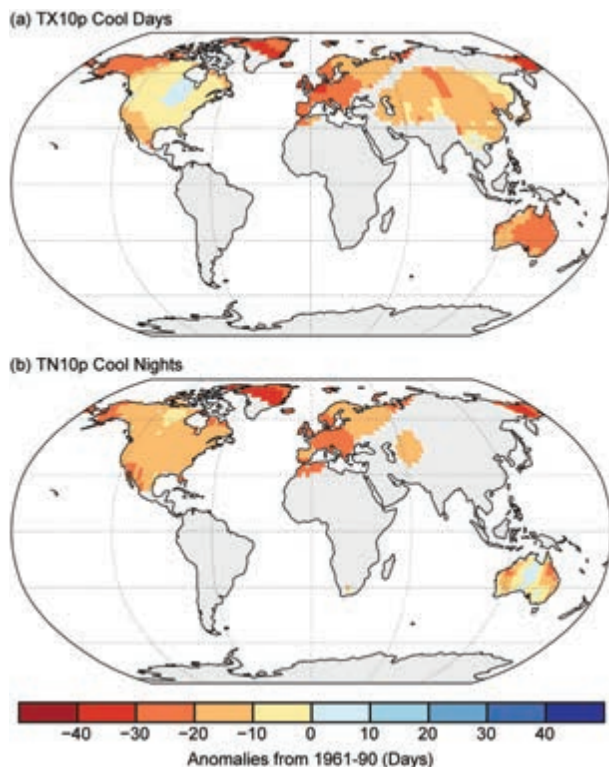 (a) TX10p Cool Days
(b) TN10p Cool Nights
−40 −30 −20 −10 0 10 20 30 40
Anomalies from 1961-90 (Days)